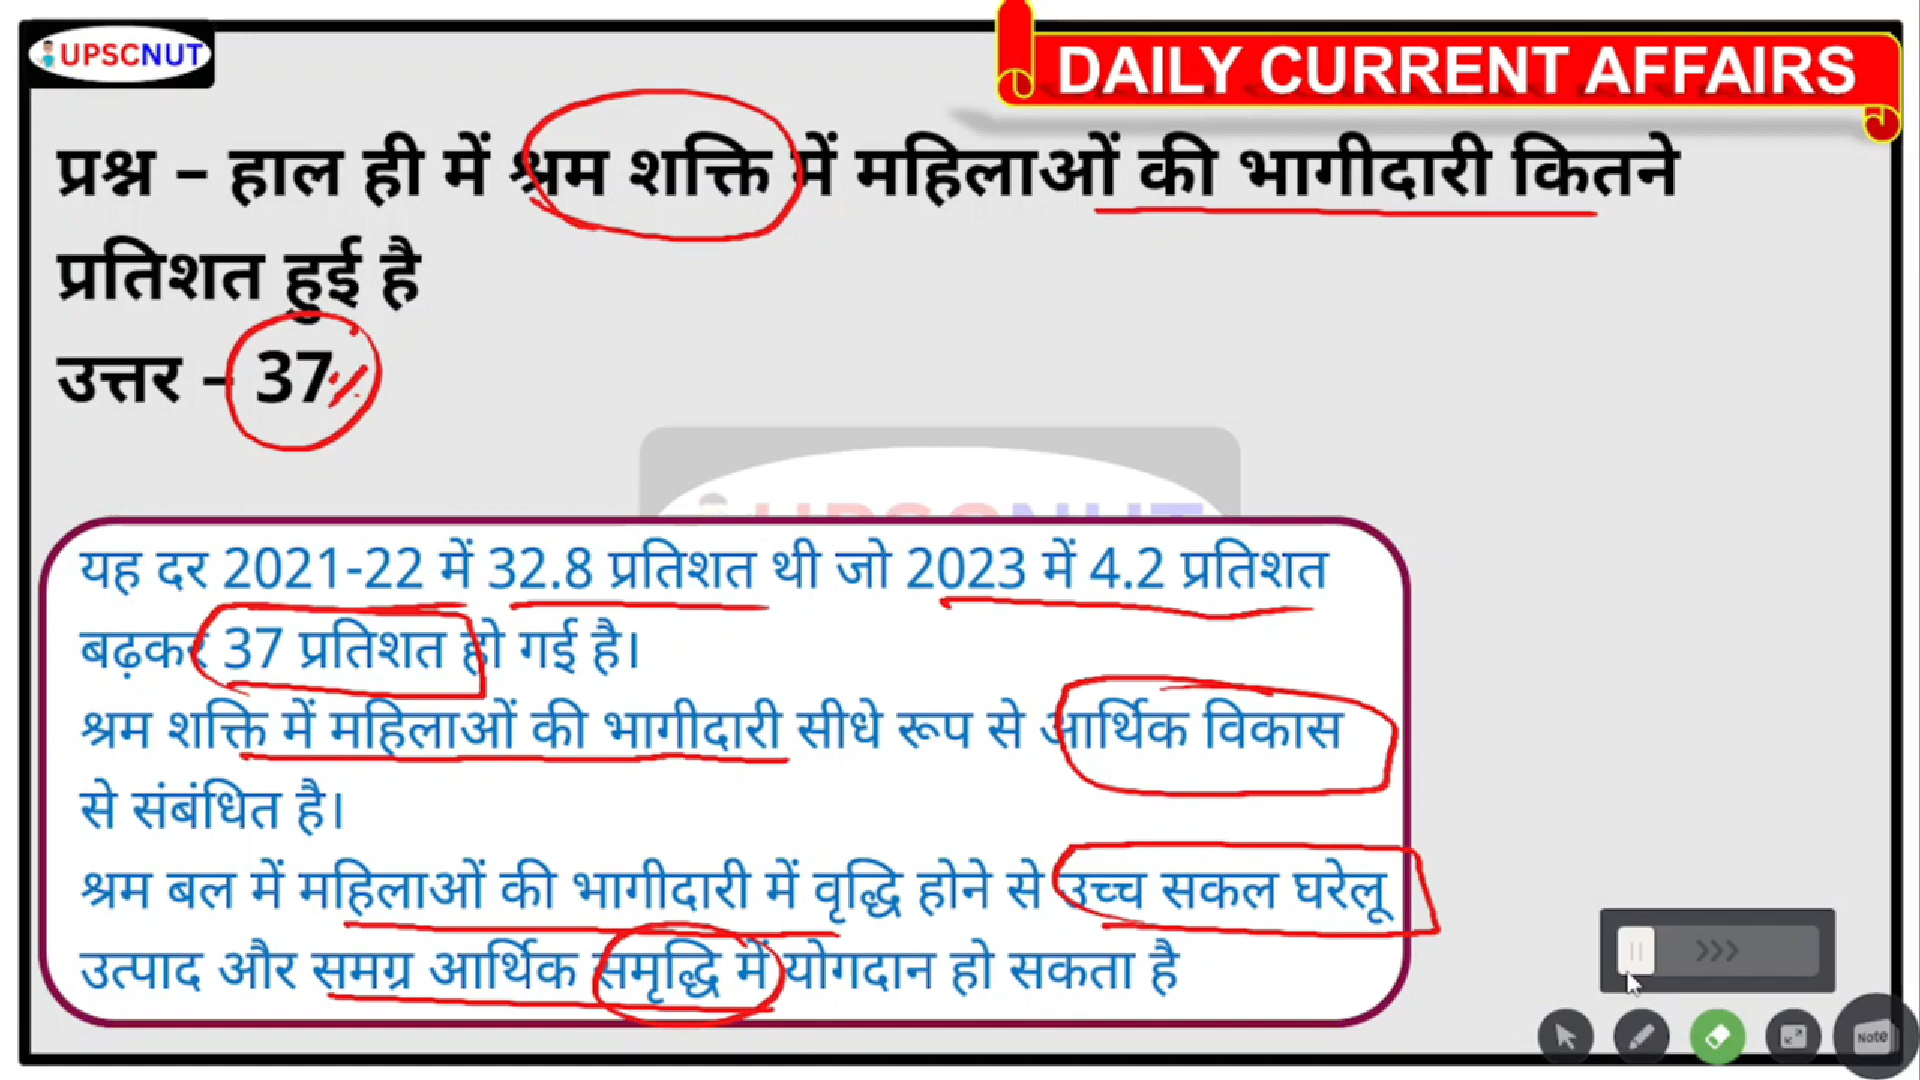 UPSCNUT
DAILY CURRENT AFFAIRS
प्रश्न – हाल ही में श्रम शक्ति में महिलाओं की भागीदारी कितने
प्रतिशत हुई है
उत्तर – 37%
UPSCNUT
यह दर 2021-22 में 32.8 प्रतिशत थी जो 2023 में 4.2 प्रतिशत
बढ़कर 37 प्रतिशत हो गई है।
श्रम शक्ति में महिलाओं की भागीदारी सीधे रूप से आर्थिक विकास
से संबंधित है।
श्रम बल में महिलाओं की भागीदारी में वृद्धि होने से उच्च सकल घरेलू
उत्पाद और समग्र आर्थिक समृद्धि में योगदान हो सकता है
Note